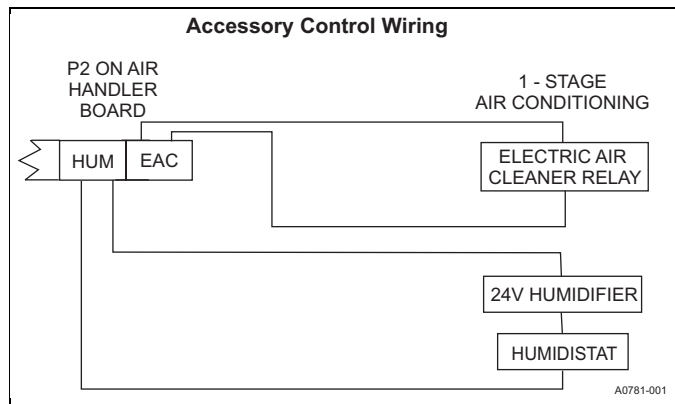 Accessory Control Wiring
P2 ON AIR
HANDLER
BOARD
1 - STAGE
AIR CONDITIONING
HUM
EAC
ELECTRIC AIR
CLEANER RELAY
24V HUMIDIFIER
HUMIDISTAT
A0781-001